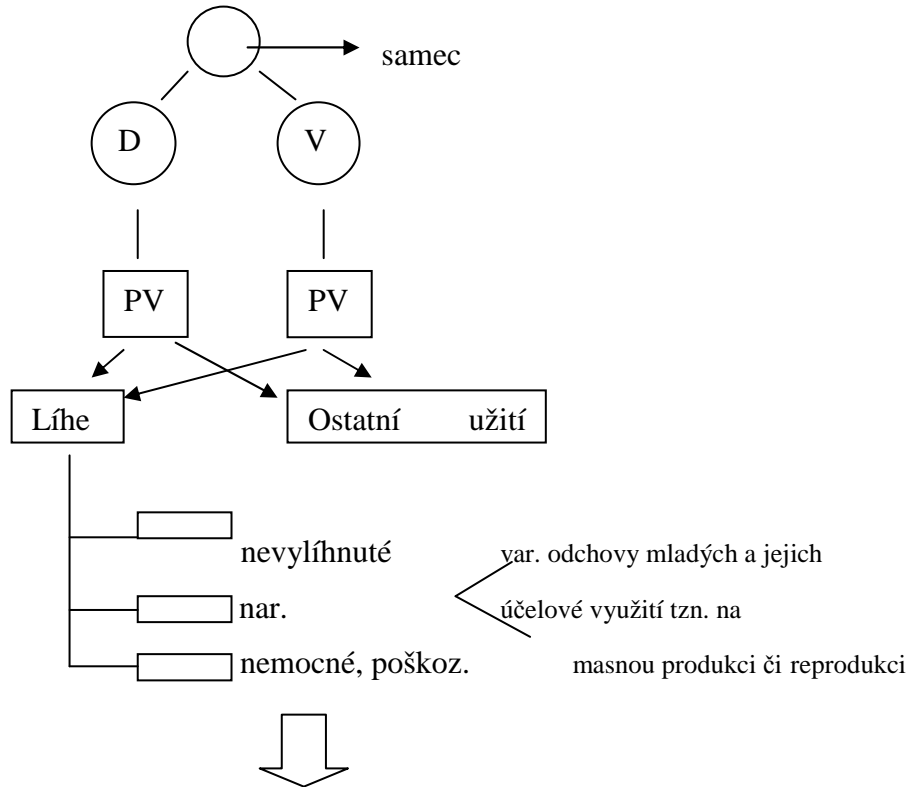 samec
D V
PV PV
Líhe Ostatní užití
nevylíhnuté
var. odchovy mladých a jejich
nar.
účelové využití tzn. na
nemocné, poškoz.
masnou produkci či reprodukci